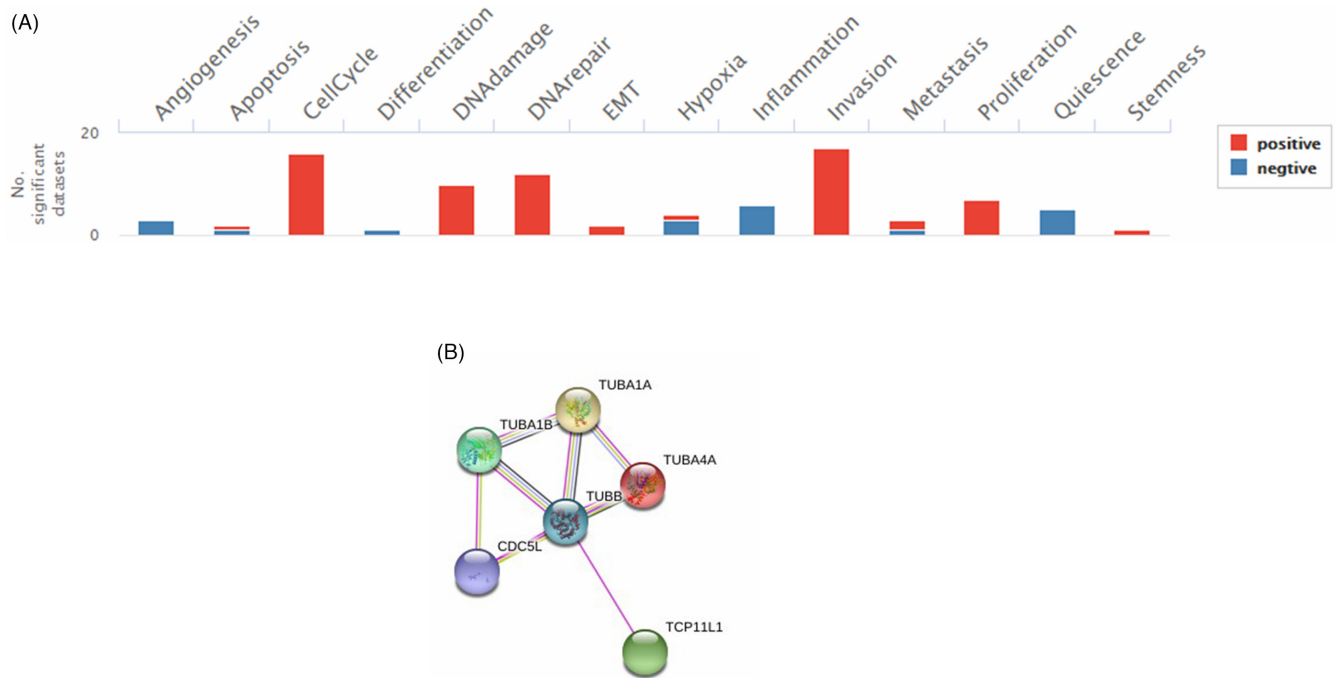 (A)
Angiogenesis
Apoptosis
CellCycle
Differentiation
DNAdamage
DNArepair
EMT
Hypoxia
Inflammation
Invasion
Metastasis
Proliferation
Quiescence
Stemness
20
No.
significant
datasets
0
positive
negtive
(B)
TUBA1A
TUBA1B
TUBA4A
TUBB
CDC5L
TCP11L1